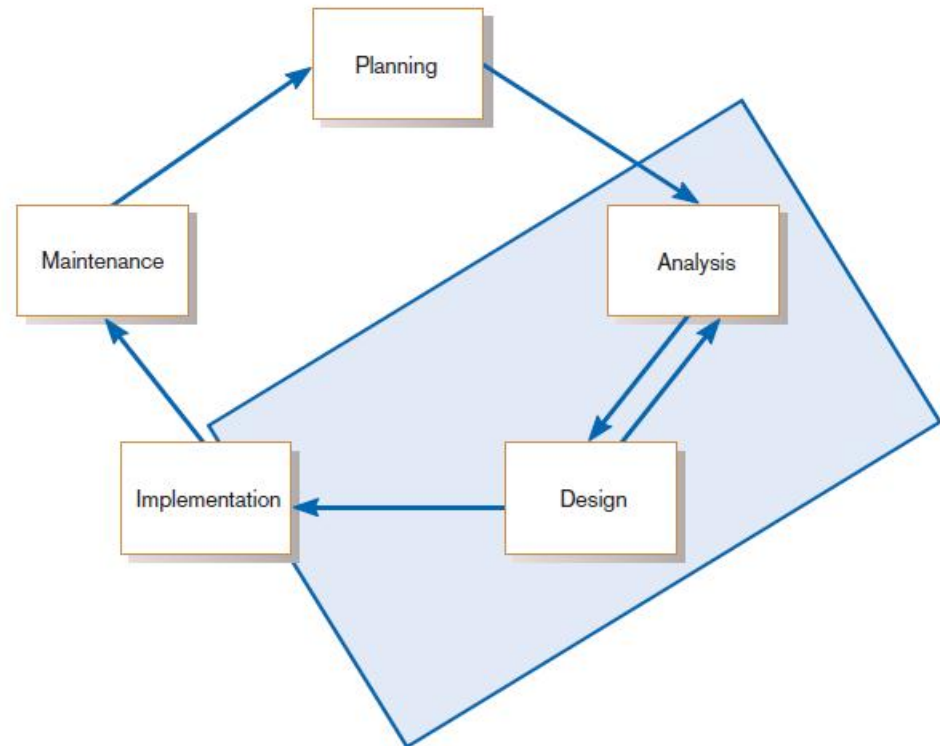 Planning
Maintenance
Analysis
Implementation
Design